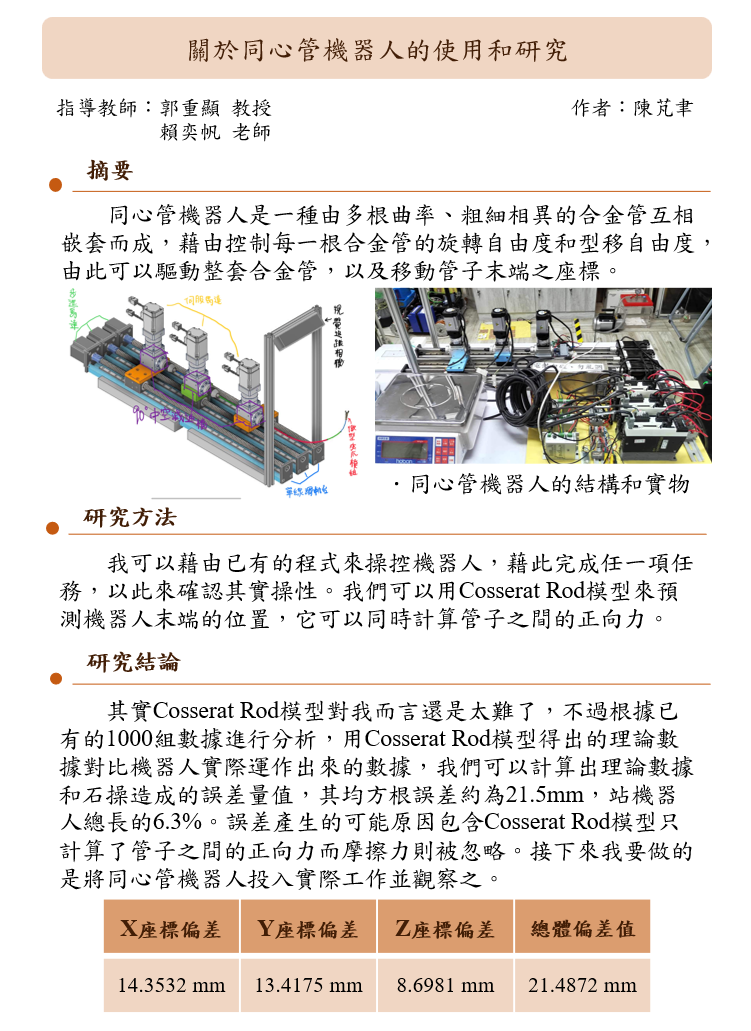 關於同心管機器人的使用和研究
指導教師：郭重顯 教授
作者：陳芃聿
賴奕帆 老師
摘要
同心管機器人是一種由多根曲率、粗細相異的合金管互相
嵌套而成，藉由控制每一根合金管的旋轉自由度和型移自由度，
由此可以驅動整套合金管，以及移動管子末端之座標。
伺服馬達
視覺追蹤相機
90°中空減速機
・同心管機器人的結構和實物
研究方法
我可以藉由已有的程式來操控機器人，藉此完成任一項任
務，以此來確認其實操性。我們可以用Cosserat Rod模型來預
測機器人末端的位置，它可以同時計算管子之間的正向力。
研究結論
其實Cosserat Rod模型對我而言還是太難了，不過根據已
有的1000組數據進行分析，用Cosserat Rod模型得出的理論數
據對比機器人實際運作出來的數據，我們可以計算出理論數據
和石操造成的誤差量值，其均方根誤差約為21.5mm，站機器
人總長的6.3%。誤差產生的可能原因包含Cosserat Rod模型只
計算了管子之間的正向力而摩擦力則被忽略。接下來我要做的
是將同心管機器人投入實際工作並觀察之。
X座標偏差 Y座標偏差 Z座標偏差 總體偏差值
14.3532 mm 13.4175 mm 8.6981 mm 21.4872 mm